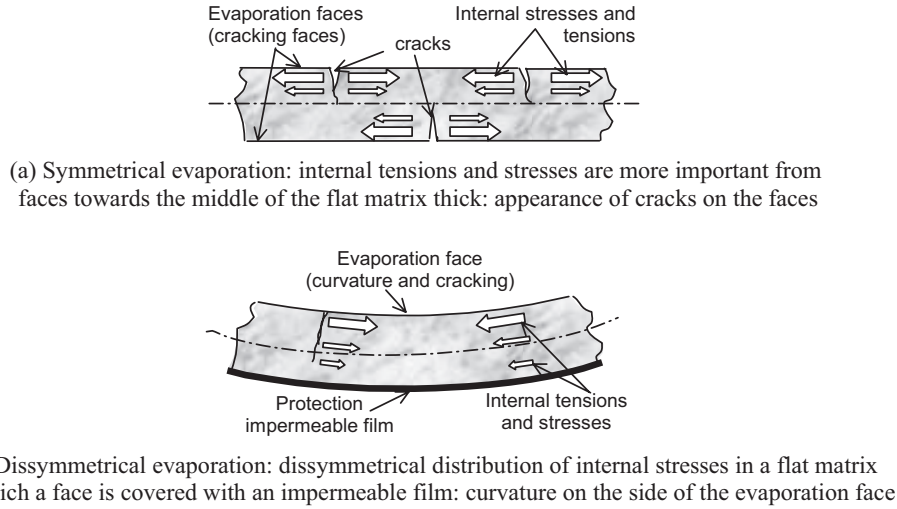 Evaporation faces
(cracking faces)
cracks
Internal stresses and
tensions
(a) Symmetrical evaporation: internal tensions and stresses are more important from
faces towards the middle of the flat matrix thick: appearance of cracks on the faces
Evaporation face
(curvature and cracking)
Protection
impermeable film
Internal tensions
and stresses
Dissymmetrical evaporation: dissymmetrical distribution of internal stresses in a flat matrix
a face is covered with an impermeable film: curvature on the side of the evaporation face